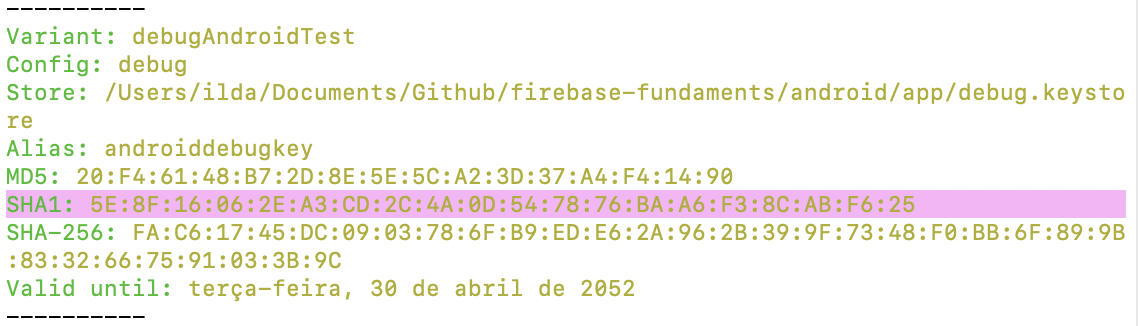 ----------
Variant: debugAndroidTest
Config: debug
Store: /Users/ilda/Documents/Github/firebase-fundaments/android/app/debug.keysto
re
Alias: androiddebugkey
MD5: 20:F4:61:48:B7:2D:8E:5E:5C:A2:3D:37:A4:F4:14:90
SHA1: 5E:8F:16:06:2E:A3:CD:2C:4A:0D:54:78:76:BA:A6:F3:8C:AB:F6:25
SHA-256: FA:C6:17:45:DC:09:03:78:6F:B9:ED:E6:2A:96:2B:39:9F:73:48:F0:BB:6F:89:9B
:83:32:66:75:91:03:3B:9C
Valid until: terça-feira, 30 de abril de 2052
----------